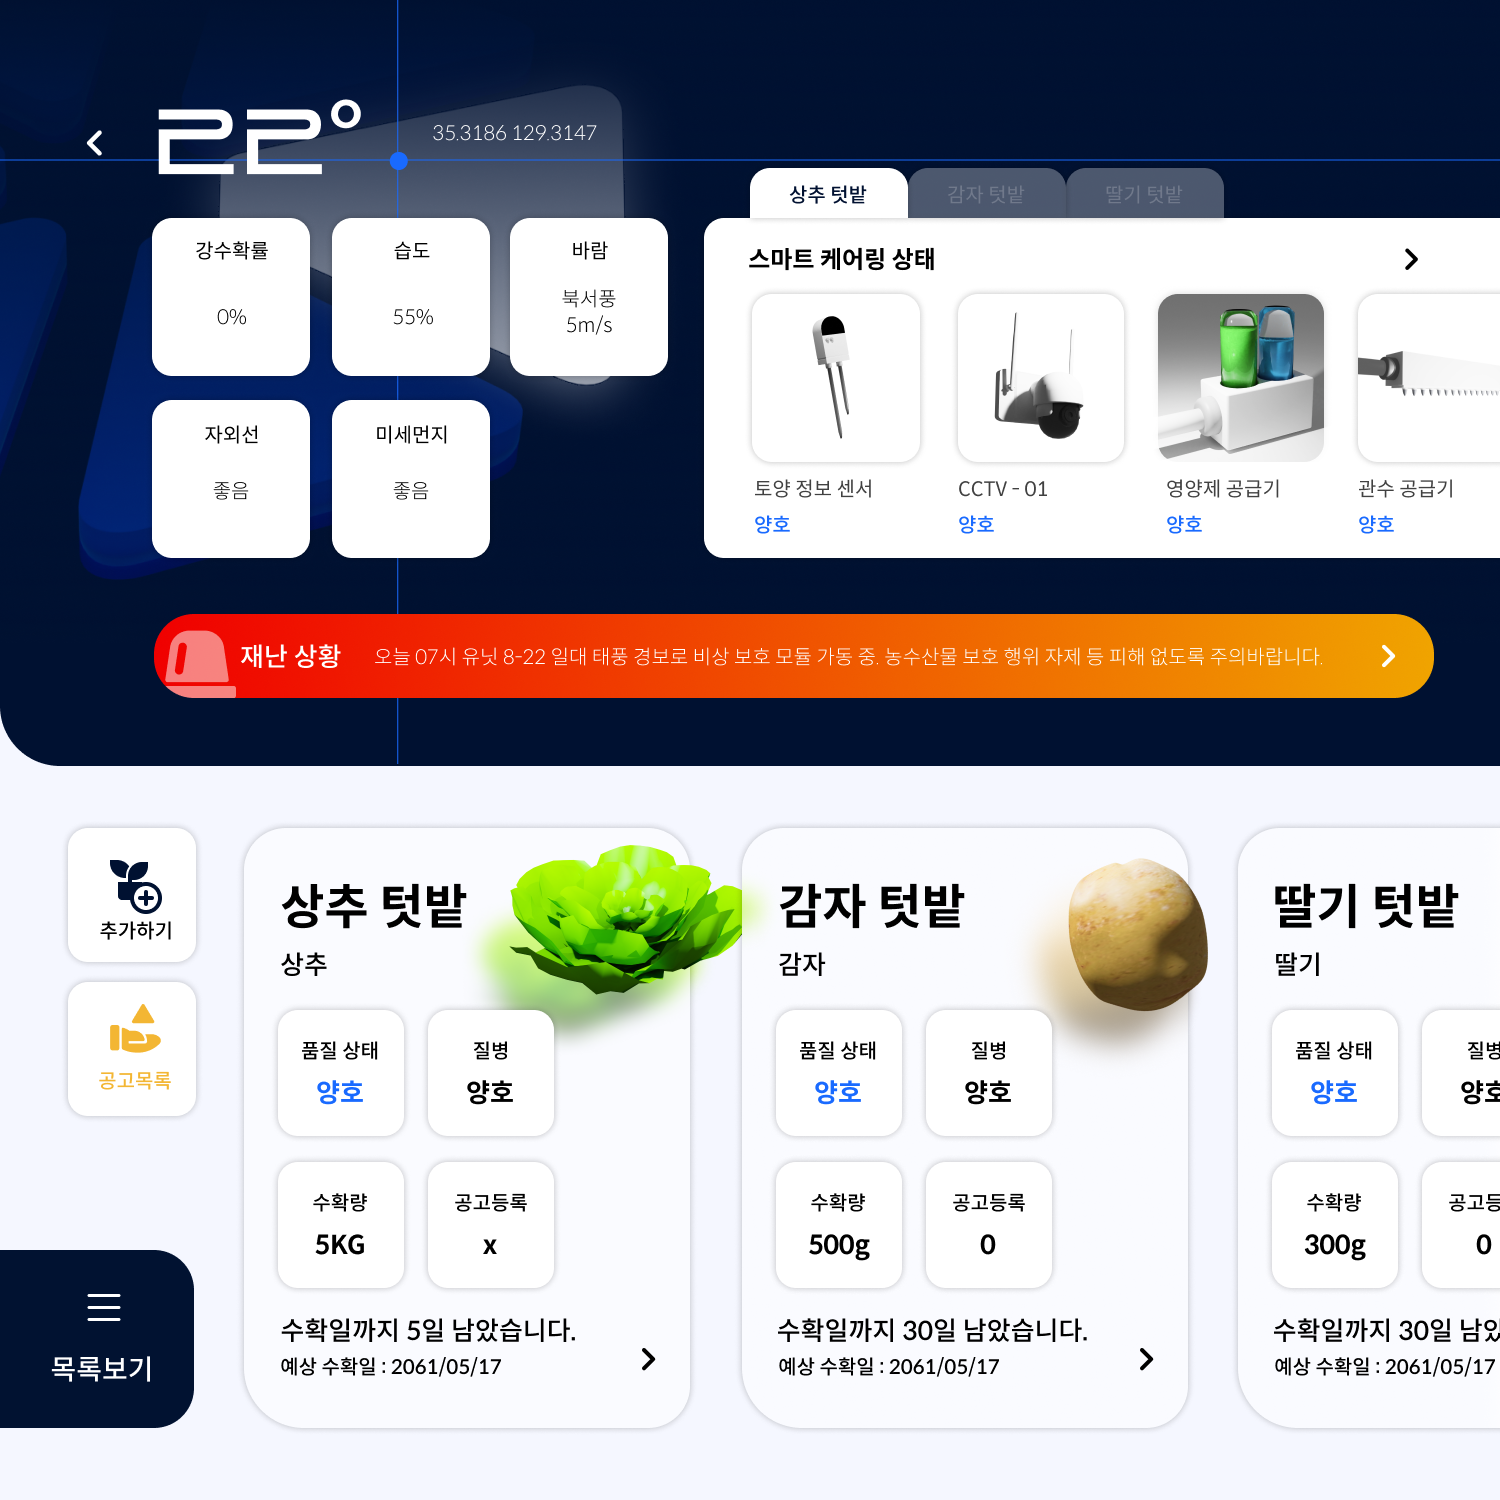 22°
35.3186 129.3147
강수확률
0%
습도
55%
바람
북서풍
5m/s
자외선
좋음
미세먼지
좋음
상추 텃밭
감자 텃밭
딸기 텃밭
스마트 케어링 상태
토양 정보 센서
양호
CCTV - 01
양호
영양제 공급기
양호
관수 공급기
양호
재난 상황
오늘 07시 유닛 8-22 일대 태풍 경보로 비상 보호 모듈 가동 중. 농수산물 보호 행위 자제 등 피해 없도록 주의바랍니다.
추가하기
공고목록
목록보기
상추 텃밭
상추
품질 상태
양호
질병
양호
수확량
5KG
공고등록
x
수확일까지 5일 남았습니다.
예상 수확일 : 2061/05/17
감자 텃밭
감자
품질 상태
양호
질병
양호
수확량
500g
공고등록
0
수확일까지 30일 남았습니다.
예상 수확일 : 2061/05/17
딸기 텃밭
딸기
품질 상태
양호
질병
양호
수확량
300g
공고등
0
수확일까지 30일 남았
예상 수확일 : 2061/05/17